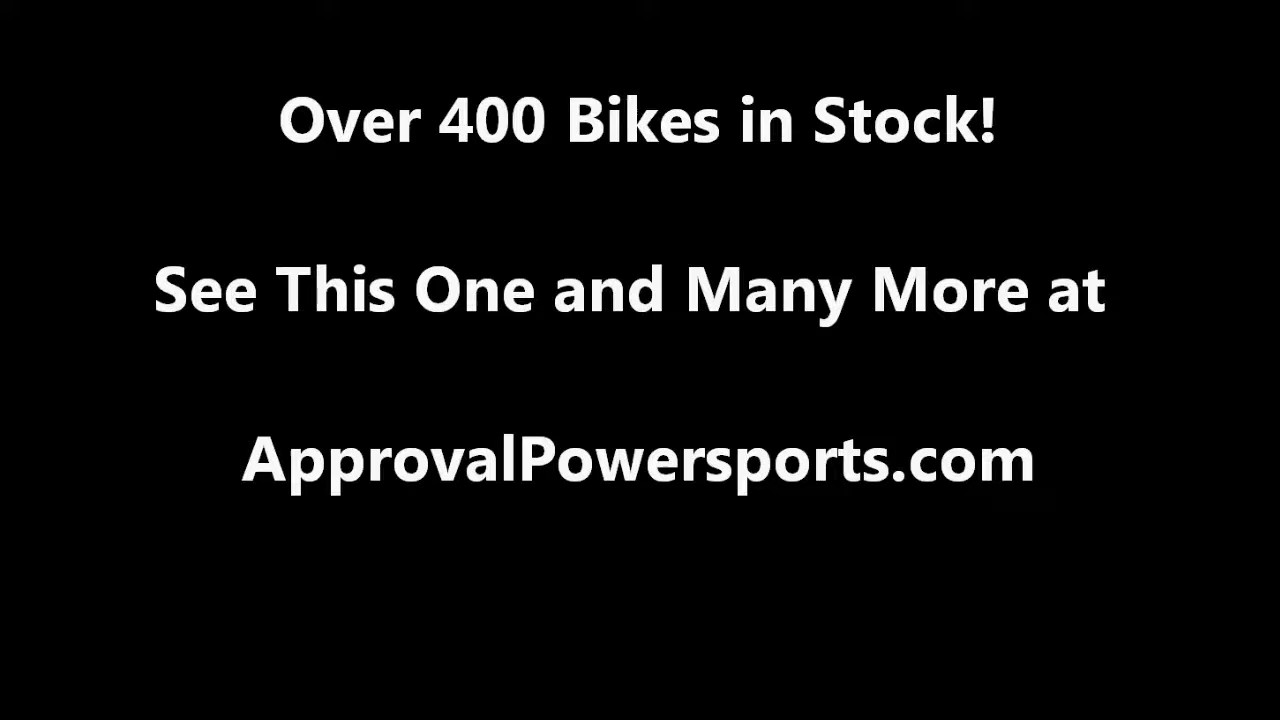 Over 400 Bikes in Stock!
See This One and Many More at
ApprovalPowersports.com